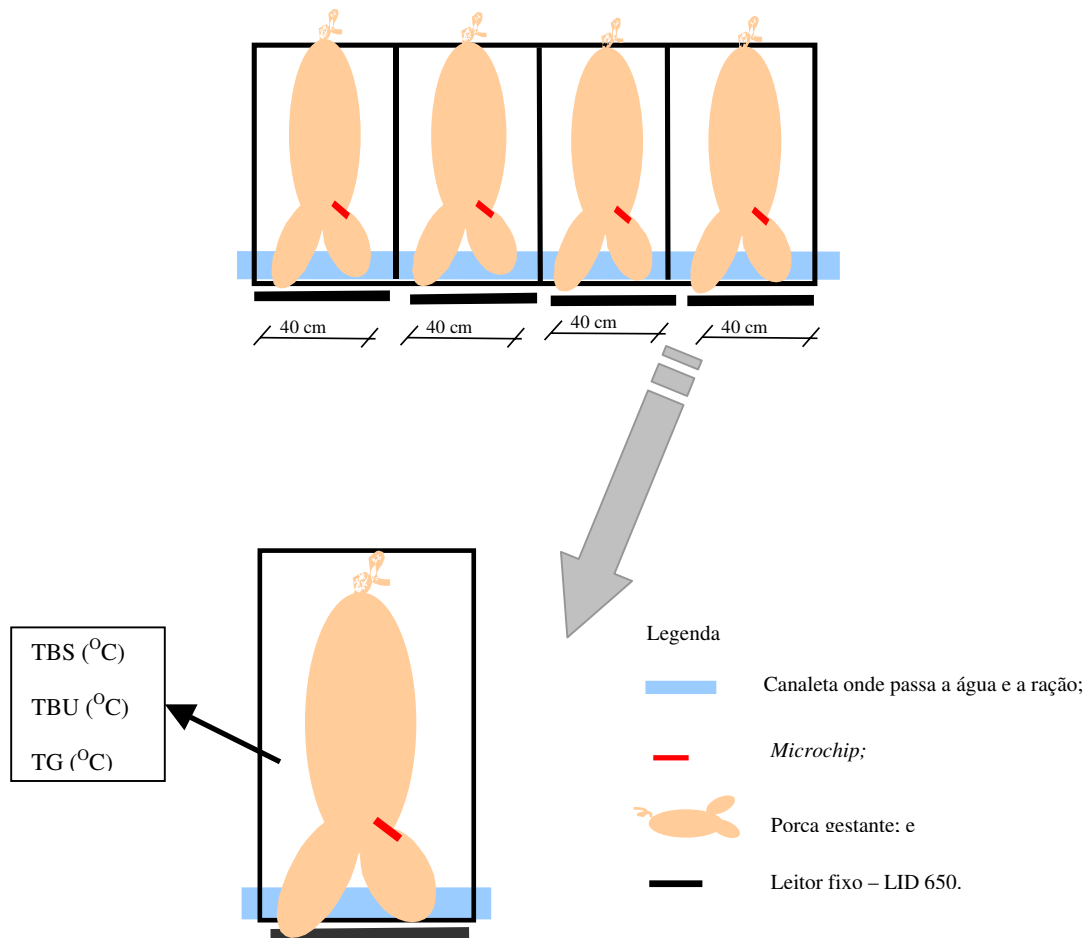 40 cm
40 cm
40 cm
40 cm
TBS (ᴼC)
TBU (ᴼC)
TG (ᴼC)
Legenda
Canaleta onde passa a água e a ração;
Microchip;
Porca gestante; e
Leitor fixo – LID 650.